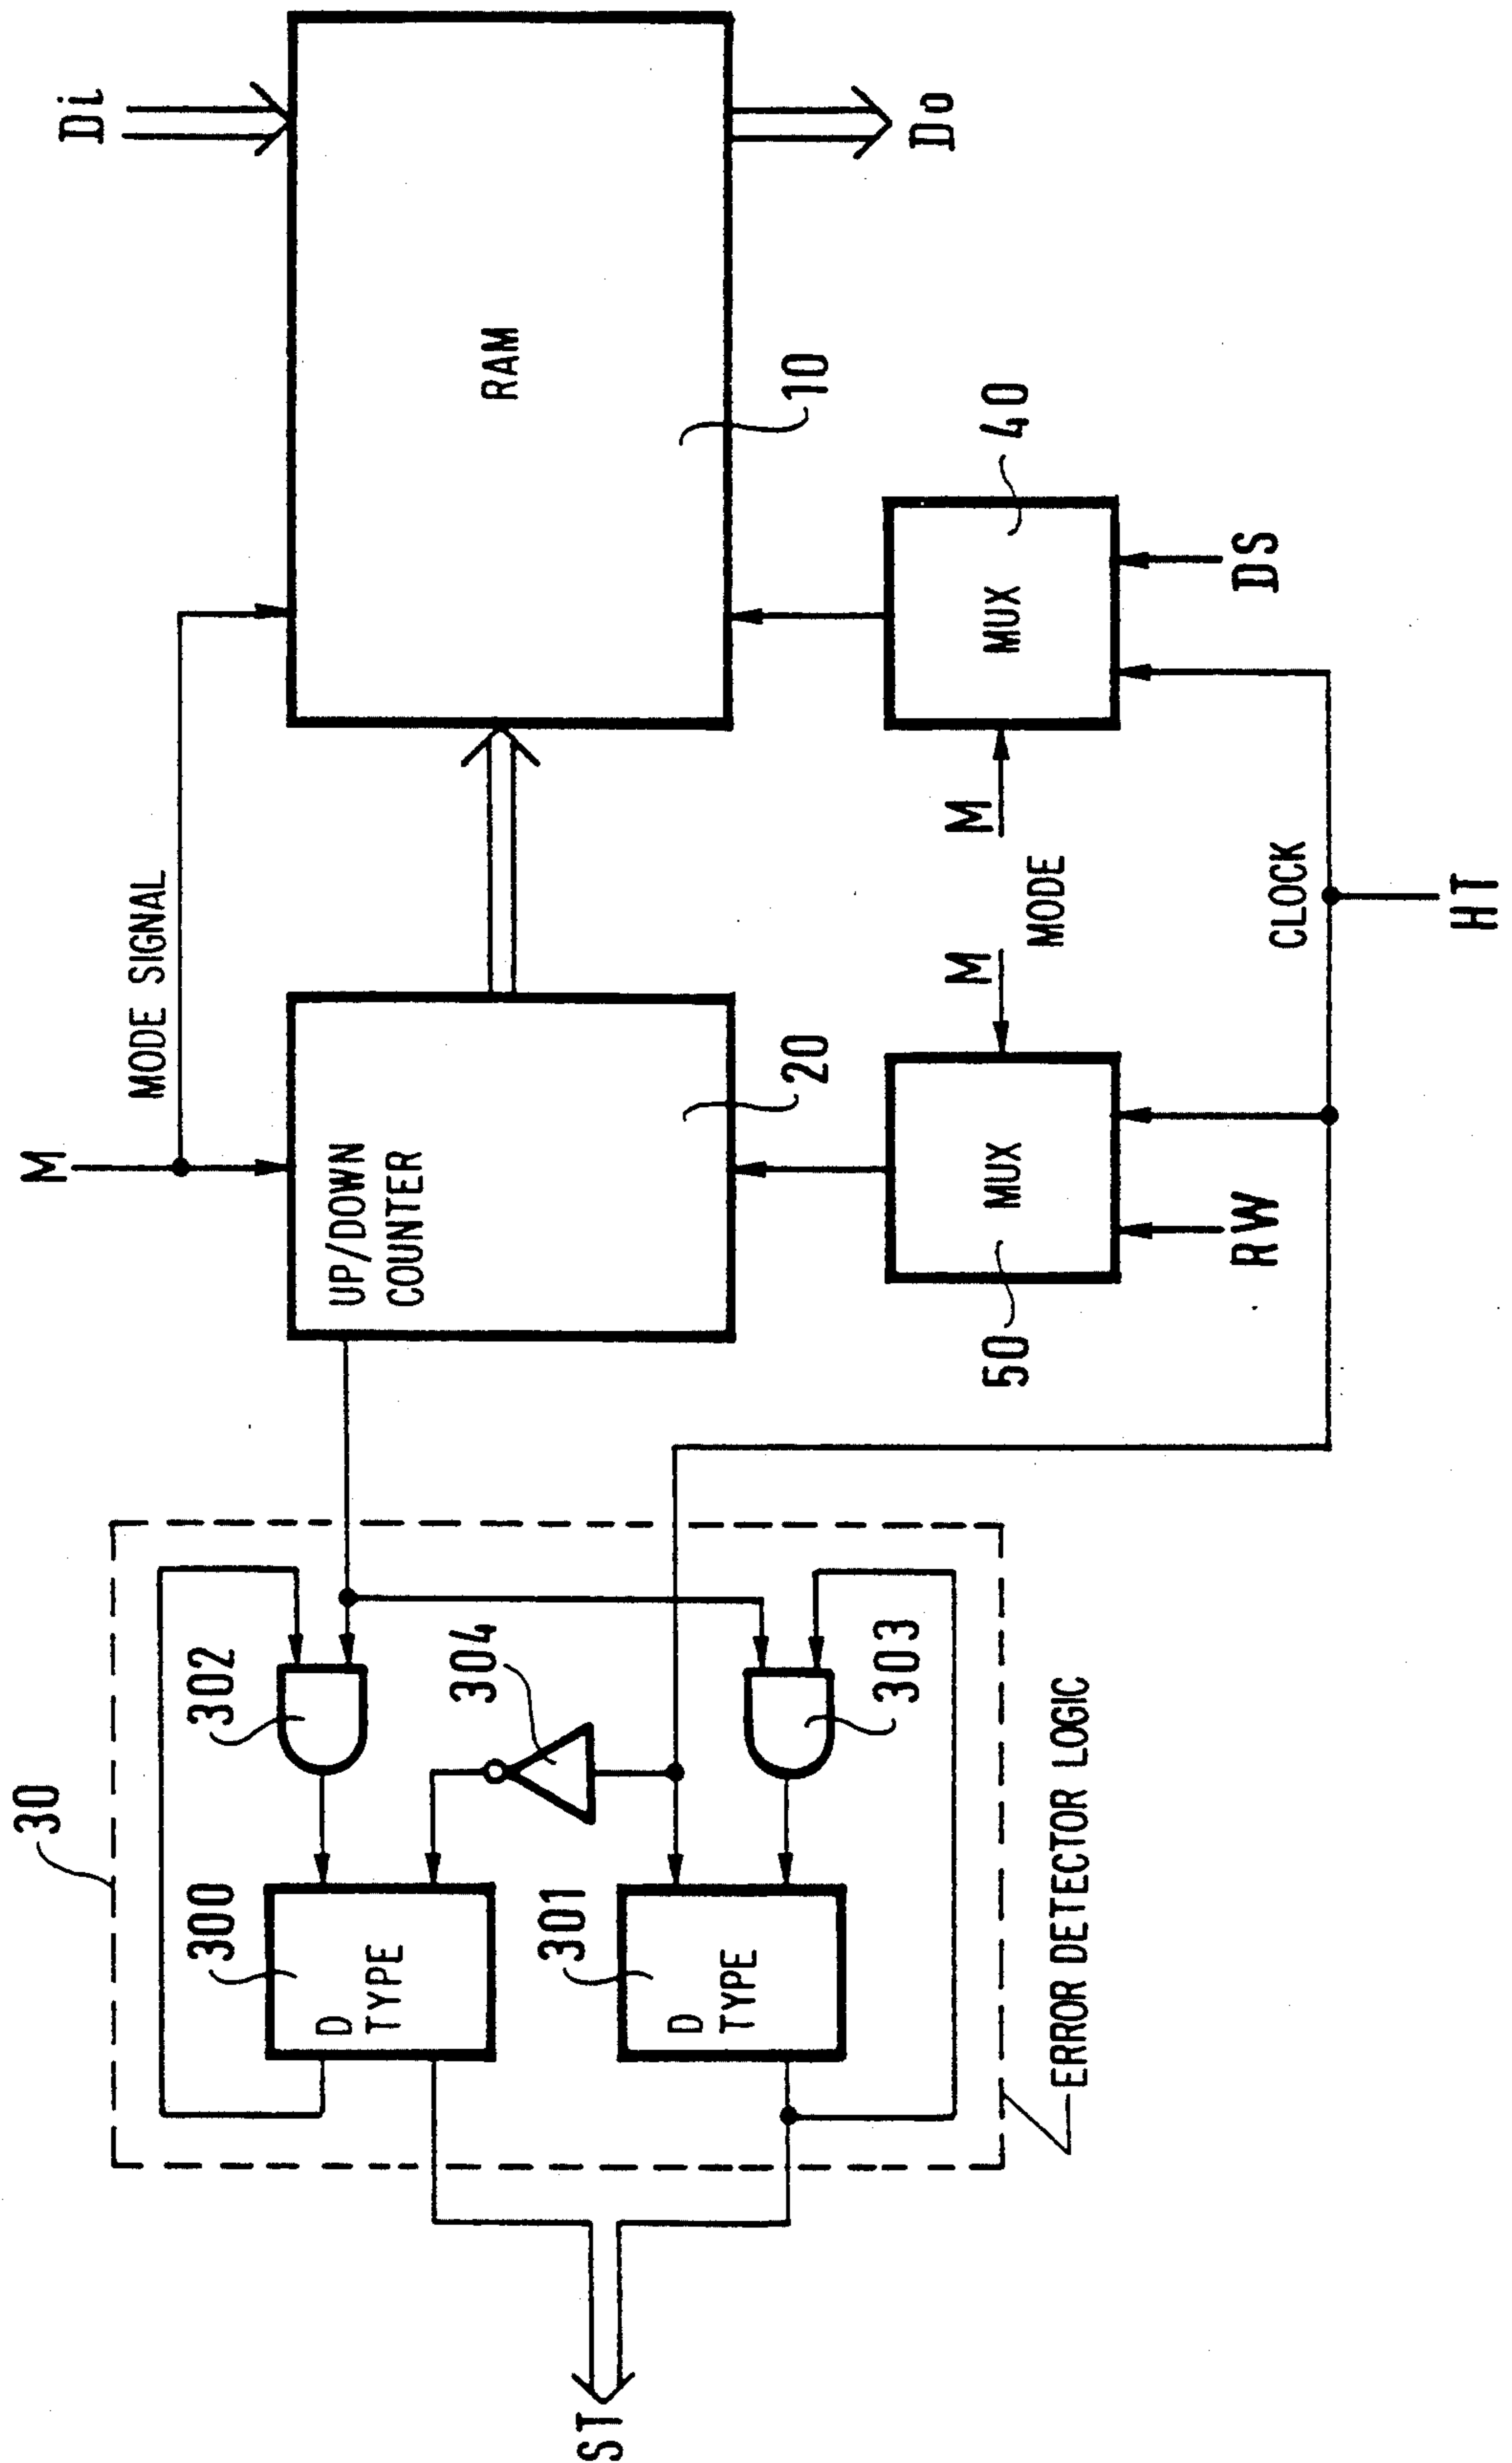 Di
Do
RAM
10
MODE SIGNAL
M
UP/DOWN
COUNTER
20
MUX
40
DS
M
MODE
M
MUX
50
RW
CLOCK
HT
30
302
304
303
300
D
TYPE
301
D
TYPE
ERROR DETECTOR LOGIC
ST